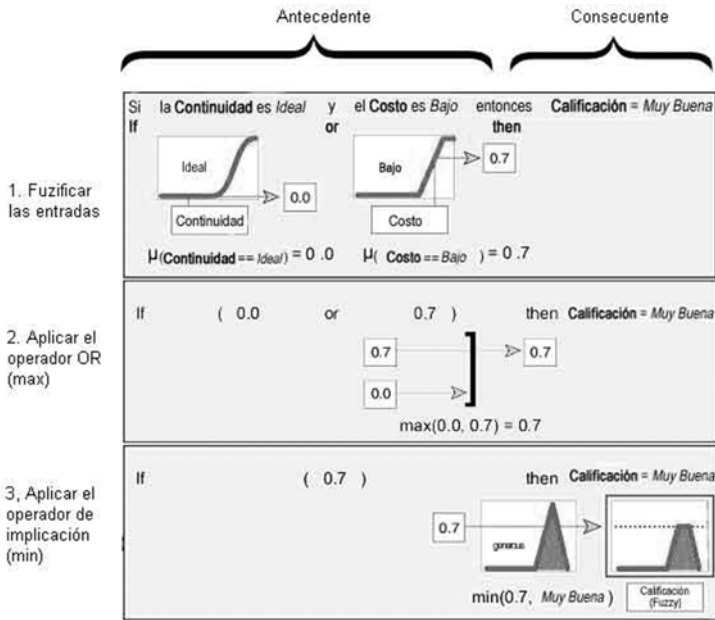 Antecedente
Consecuente
Si la Continuidad es Ideal y el Costo es Bajo entonces Calificación = Muy Buena
If or then
Ideal
0.0
Continuidad
Bajo
0.7
Costo
1. Fuzificar
las entradas
μ(Continuidad == Ideal) = 0 .0
μ( Costo == Bajo ) = 0 .7
If ( 0.0 or 0.7 ) then Calificación = Muy Buena
2. Aplicar el
operador OR
(max)
0.7
0.7
0.0
max(0.0, 0.7) = 0.7
If ( 0.7 ) then Calificación = Muy Buena
3, Aplicar el
operador de
implicación
(min)
0.7
generous
min(0.7, Muy Buena )
Calificación
(Fuzzy)